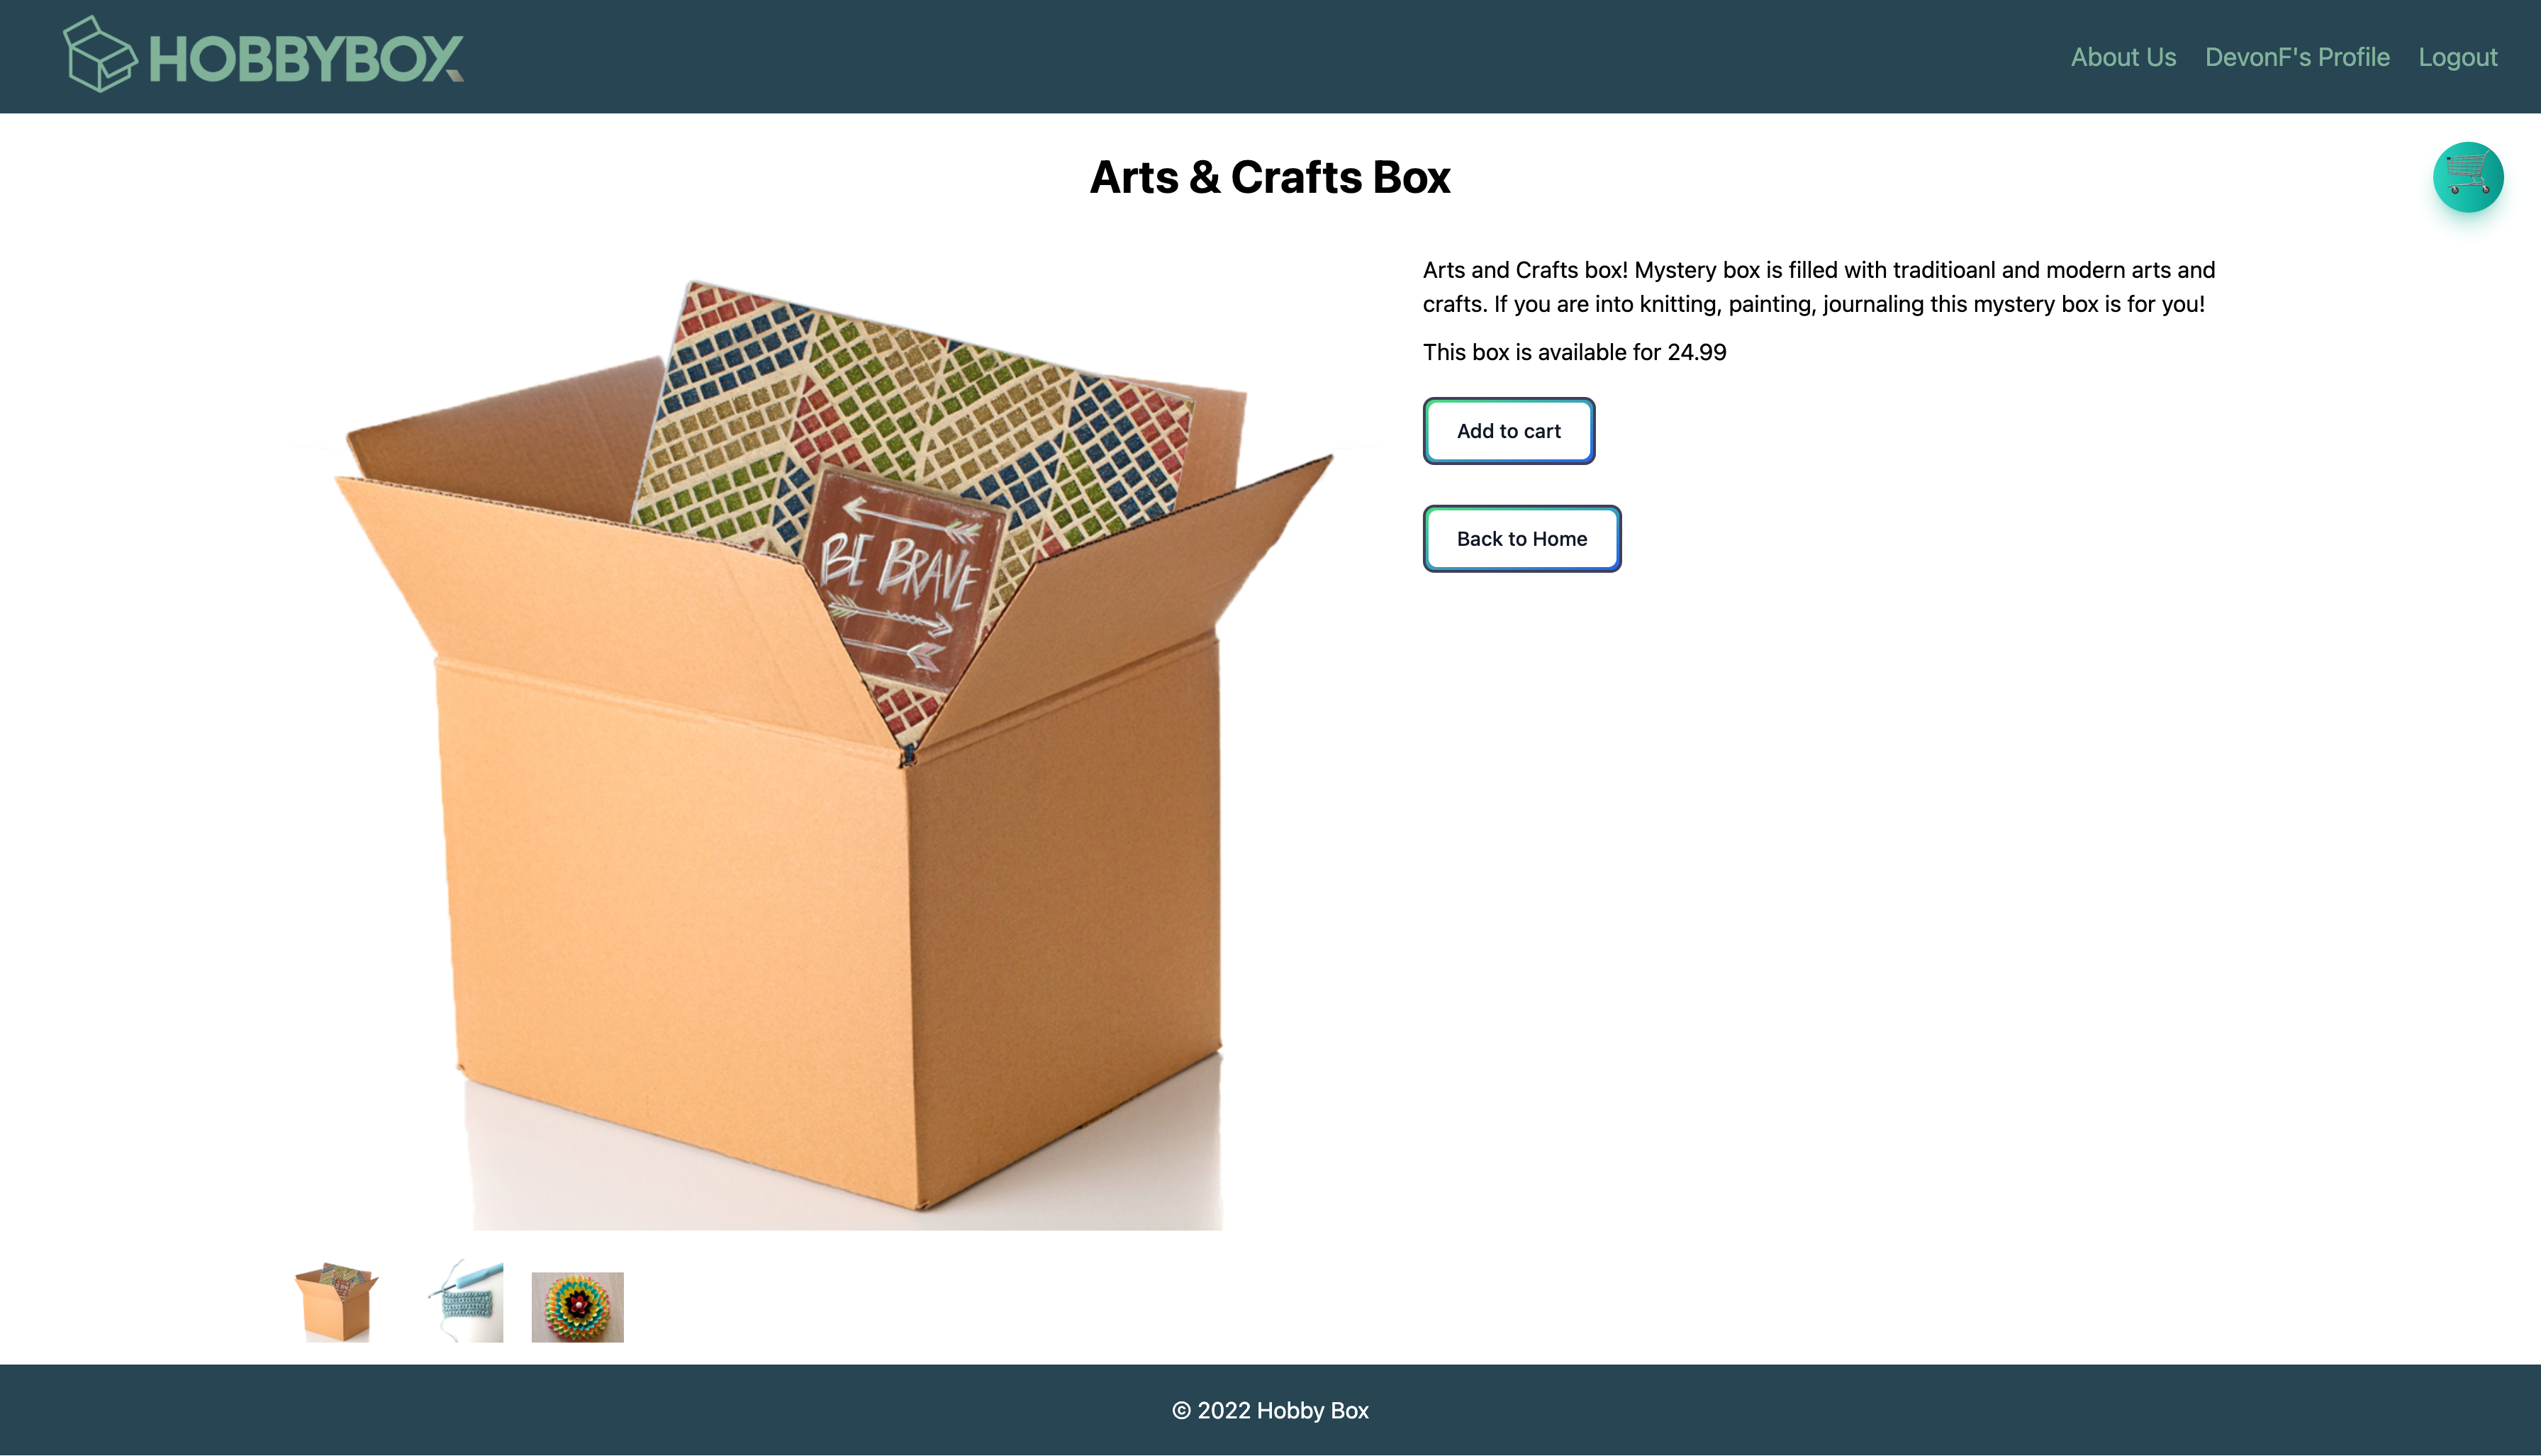 HOBBYBOX
About Us
DevonF's Profile
Logout
Arts & Crafts Box
Arts and Crafts box! Mystery box is filled with traditioanl and modern arts and
crafts. If you are into knitting, painting, journaling this mystery box is for you!
This box is available for 24.99
Add to cart
Back to Home
BE BRAVE
© 2022 Hobby Box